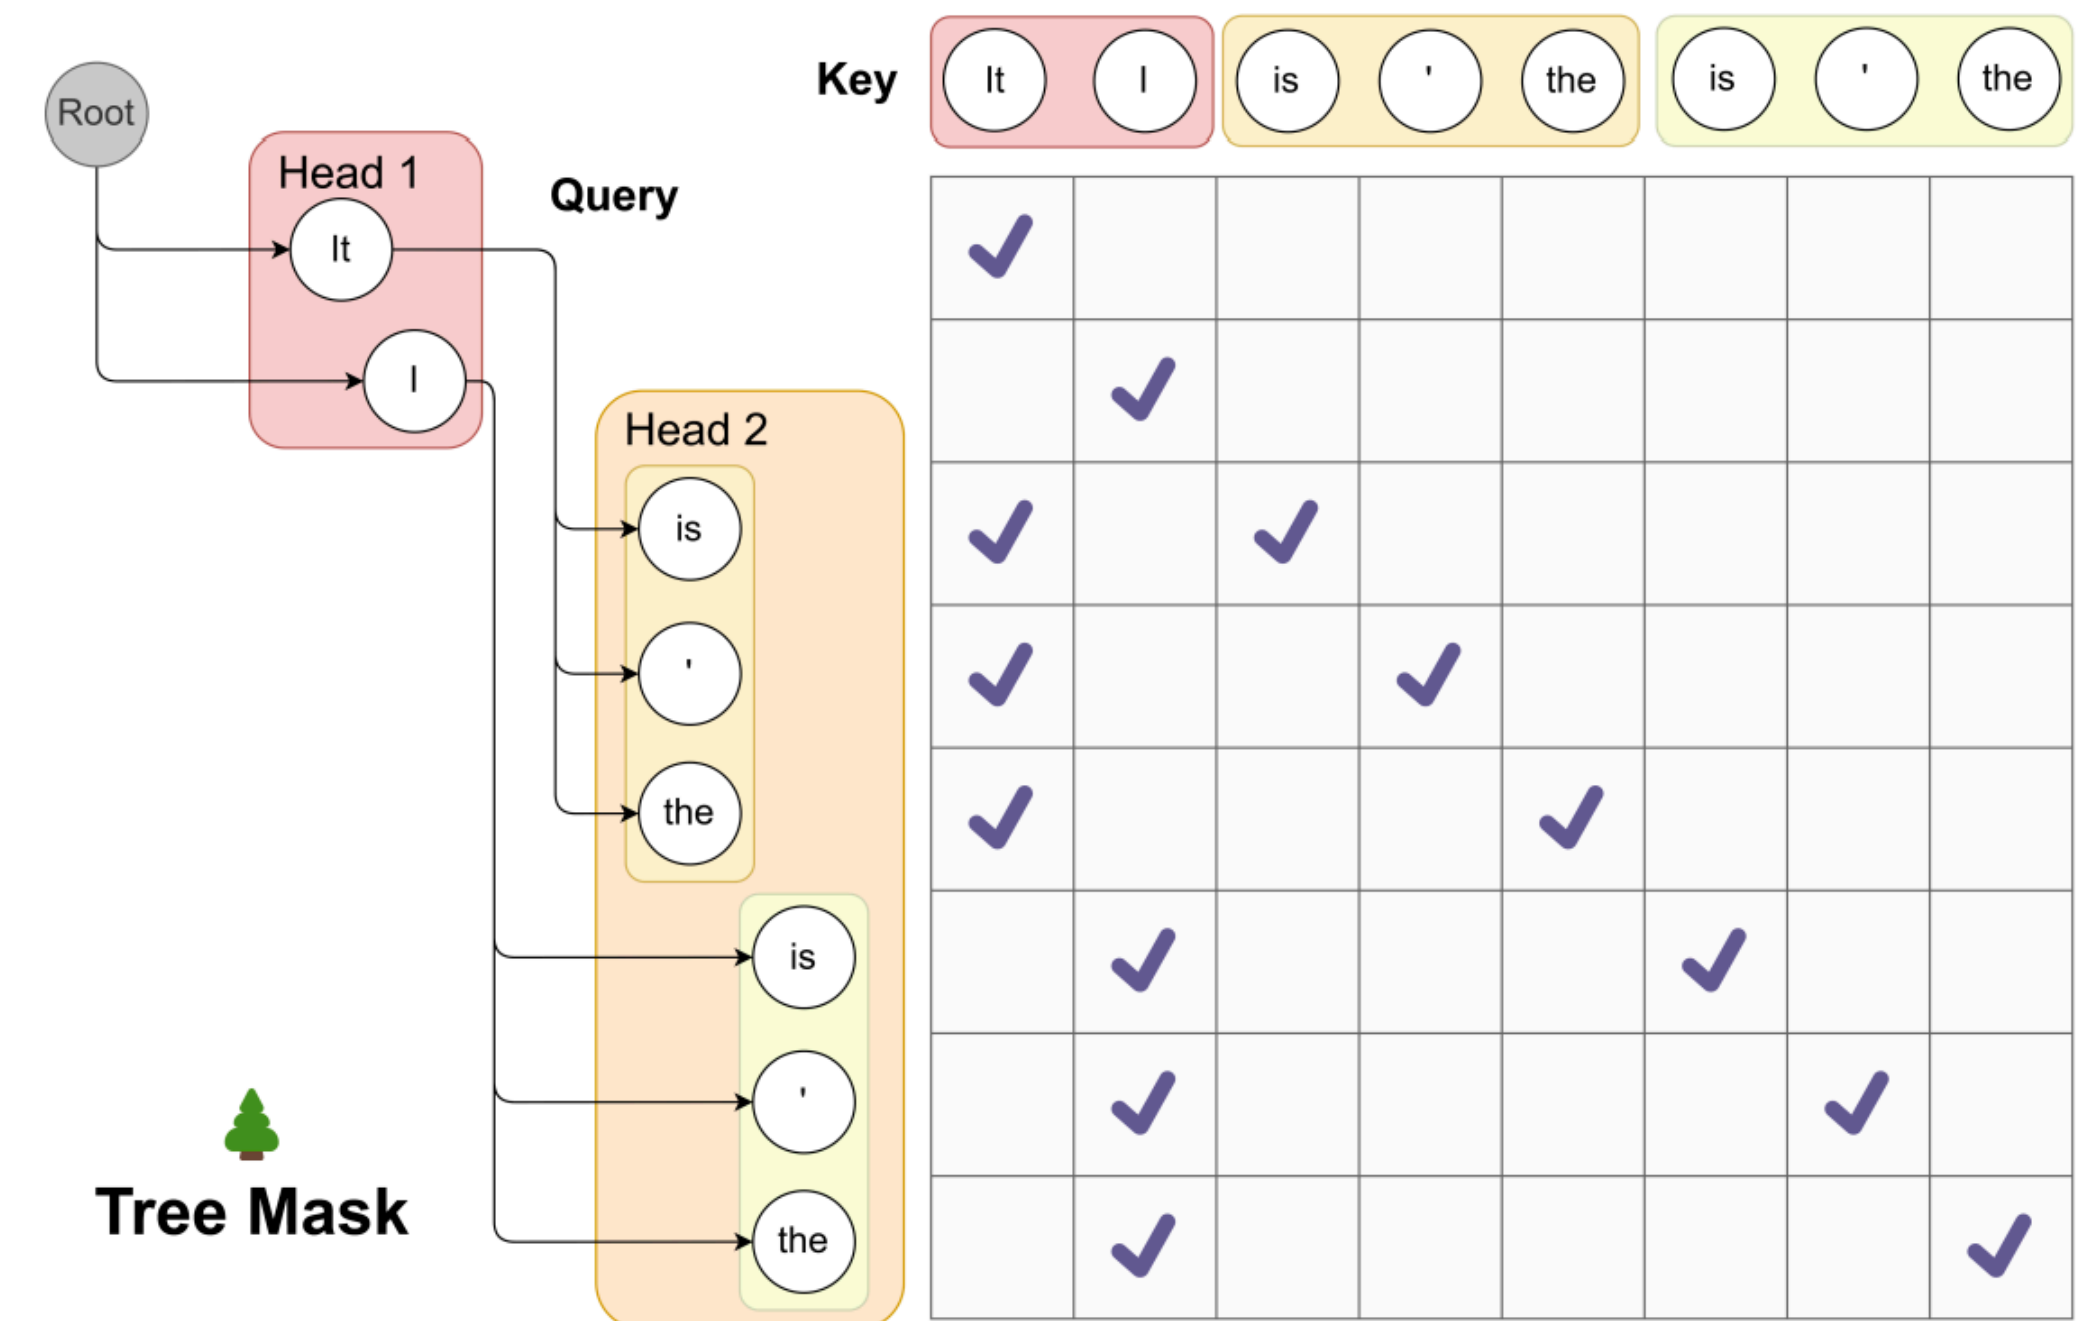 Root
Head 1
It
I
Query
Head 2
is
'
the
is
'
the
Tree Mask
Key
It I is ' the is ' the